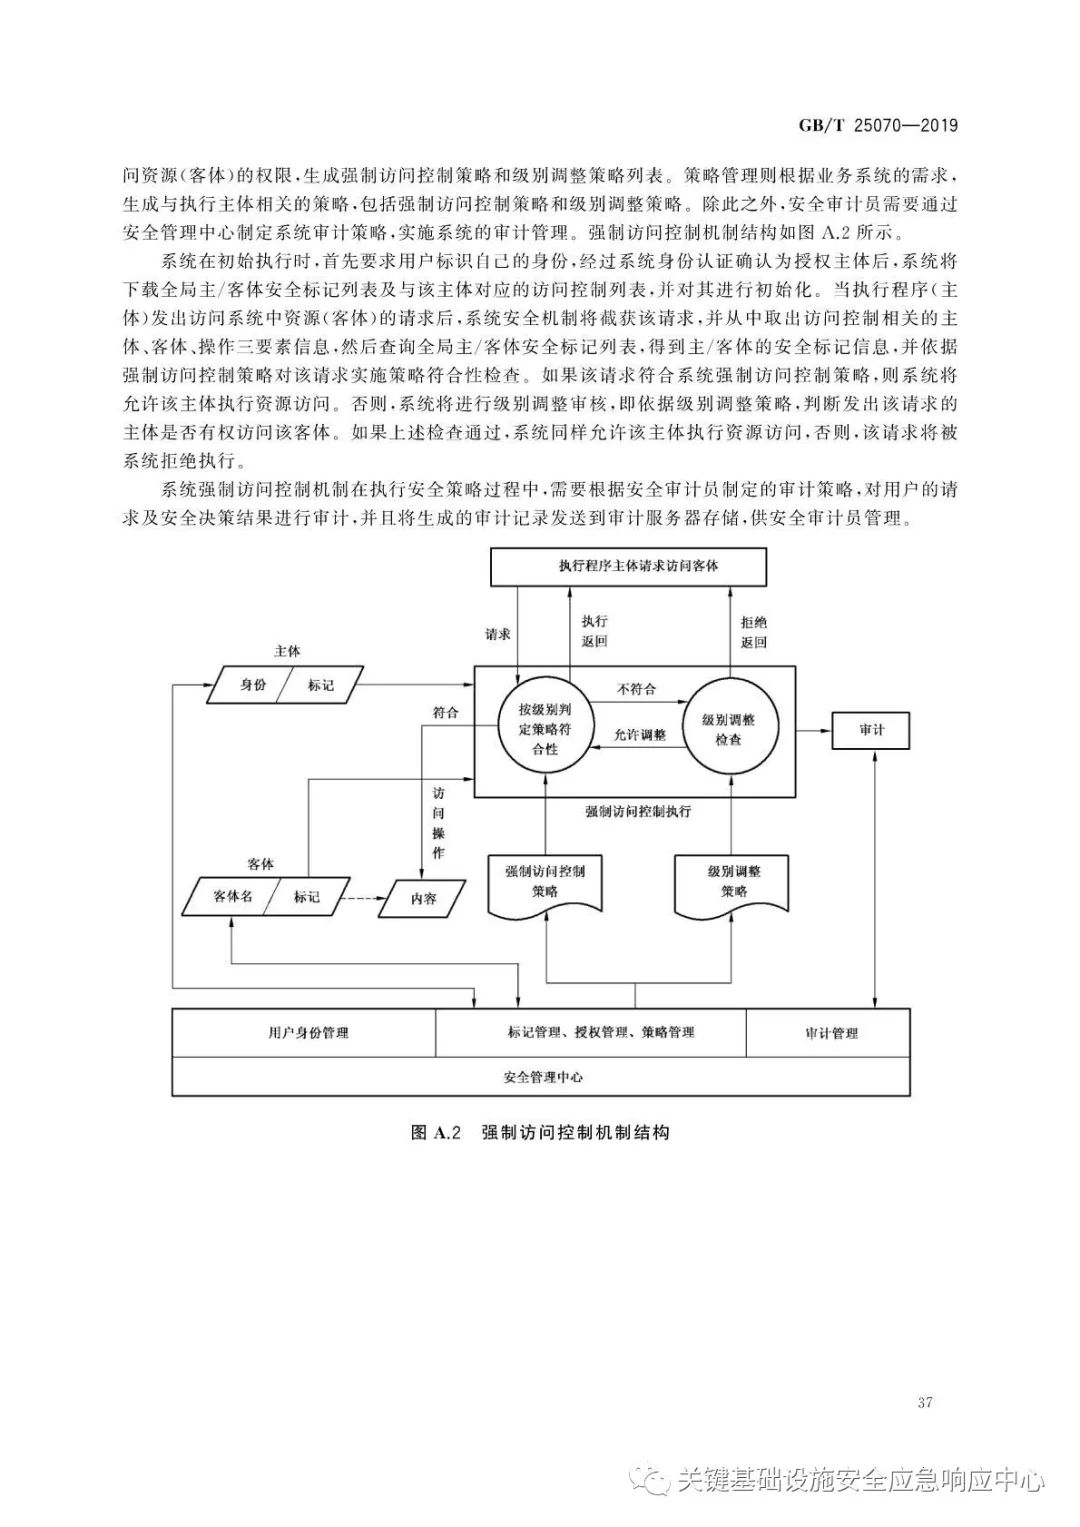 GB/T 25070—2019
问资源(客体)的权限,生成强制访问控制策略和级别调整策略列表。策略管理则根据业务系统的需求,
生成与执行主体相关的策略,包括强制访问控制策略和级别调整策略。除此之外,安全审计员需要通过
安全管理中心制定系统审计策略,实施系统的审计管理。强制访问控制机制结构如图 A.2 所示。
系统在初始执行时,首先要求用户标识自己的身份,经过系统身份认证确认为授权主体后,系统将
下载全局主/客体安全标记列表及与该主体对应的访问控制列表,并对其进行初始化。当执行程序(主
体)发出访问系统中资源(客体)的请求后,系统安全机制将截获该请求,并从中取出访问控制相关的主
体、客体、操作三要素信息,然后查询全局主/客体安全标记列表,得到主/客体的安全标记信息,并依据
强制访问控制策略对该请求实施策略符合性检查。如果该请求符合系统强制访问控制策略,则系统将
允许该主体执行资源访问。否则,系统将进行级别调整审核,即依据级别调整策略,判断发出该请求的
主体是否有权访问该客体。如果上述检查通过,系统同样允许该主体执行资源访问,否则,该请求将被
系统拒绝执行。
系统强制访问控制机制在执行安全策略过程中,需要根据安全审计员制定的审计策略,对用户的请
求及安全决策结果进行审计,并且将生成的审计记录发送到审计服务器存储,供安全审计员管理。
执行程序主体请求访问客体
请求
执行
返回
拒绝
返回
主体
身份
标记
符合
按级别判
定策略符
合性
不符合
允许调整
级别调整
检查
审计
强制访问控制执行
访
问
操
作
客体
客体名
标记
内容
强制访问控制
策略
级别调整
策略
用户身份管理
标记管理、授权管理、策略管理
审计管理
安全管理中心
图 A.2 强制访问控制机制结构
37
关键基础设施安全应急响应中心